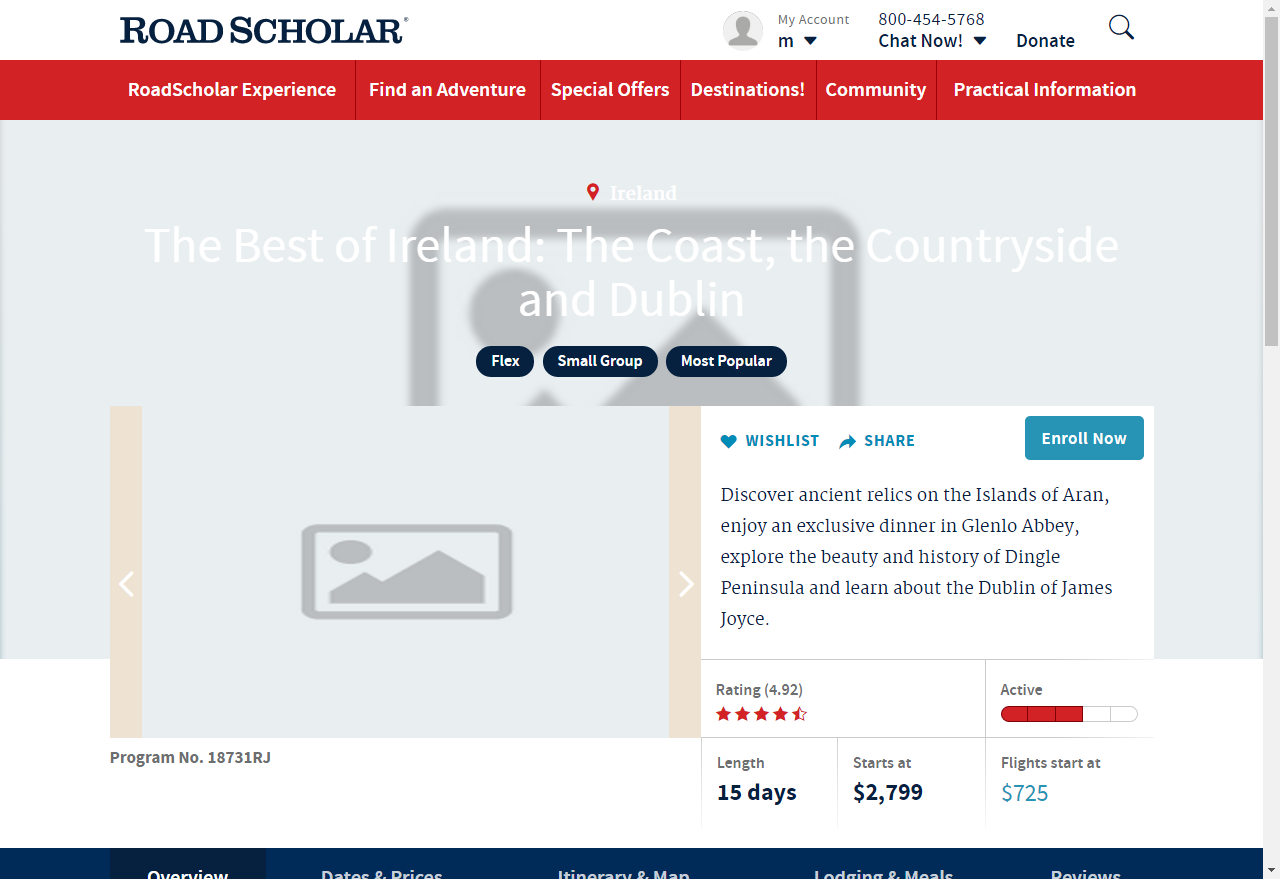 ROAD SCHOLAR®
My Account
m
800-454-5768
Chat Now!
Donate
RoadScholar Experience
Find an Adventure
Special Offers
Destinations!
Community
Practical Information
Ireland
The Best of Ireland: The Coast, the Countryside
and Dublin
Flex
Small Group
Most Popular
WISHLIST
SHARE
Enroll Now
Discover ancient relics on the Islands of Aran,
enjoy an exclusive dinner in Glenlo Abbey,
explore the beauty and history of Dingle
Peninsula and learn about the Dublin of James
Joyce.
Rating (4.92)
Active
Program No. 18731RJ
Length
15 days
Starts at
$2,799
Flights start at
$725
Overview
Dates & Prices
Itinerary & Map
Lodging & Meals
Reviews